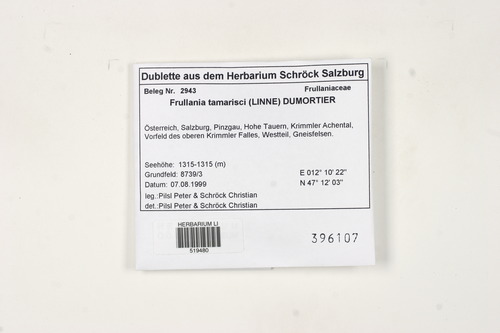 Dublette aus dem Herbarium Schröck Salzburg
Beleg Nr. 2943 Frullaniaceae
Frullania tamarisci (LINNE) DUMORTIER
Österreich, Salzburg, Pinzgau, Hohe Tauern, Krimmler Achental,
Vorfeld des oberen Krimmler Falles, Westteil, Gneisfelsen.
Seehöhe: 1315-1315 (m)
Grundfeld: 8739/3 E 012° 10' 22"
Datum: 07.08.1999 N 47° 12' 03"
leg.:Pilsl Peter & Schröck Christian
det.:Pilsl Peter & Schröck Christian
HERBARIUM LI
519480
396107